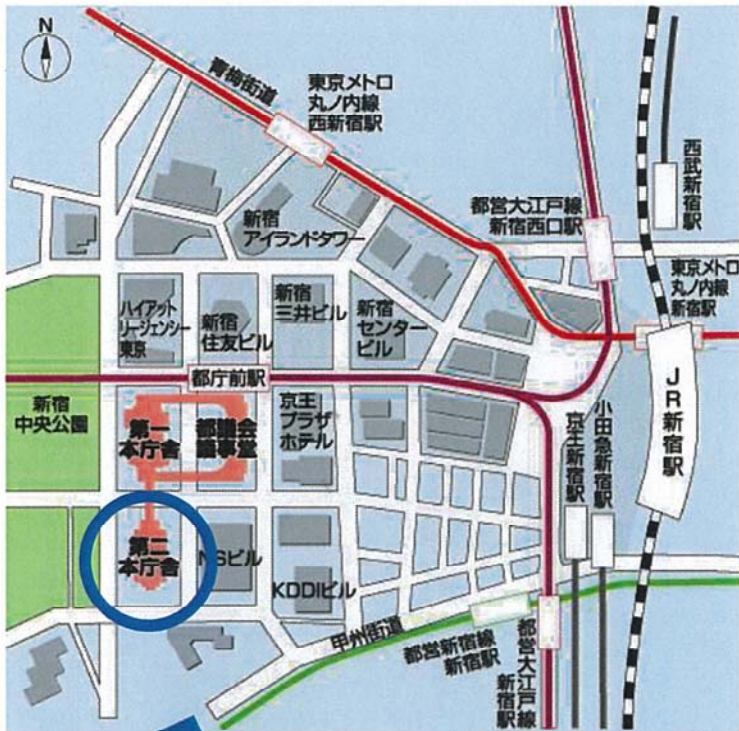 N
青梅街道
東京メトロ
丸ノ内線
西新宿駅
西武新宿駅
都営大江戸線
新宿西口駅
新宿
アイランドタワー
東京メトロ
丸ノ内線
新宿駅
ハイアット
リージェンシー
東京
新宿
住友ビル
新宿
三井ビル
新宿
センター
ビル
都庁前駅
JR新宿駅
新宿
中央公園
第一
本庁舎
都議会
議事堂
京王
プラザ
ホテル
京王新宿駅
小田急新宿駅
第二
本庁舎
NSビル
KDDIビル
甲州街道
都営新宿線
新宿駅
都営大江戸線
新宿駅